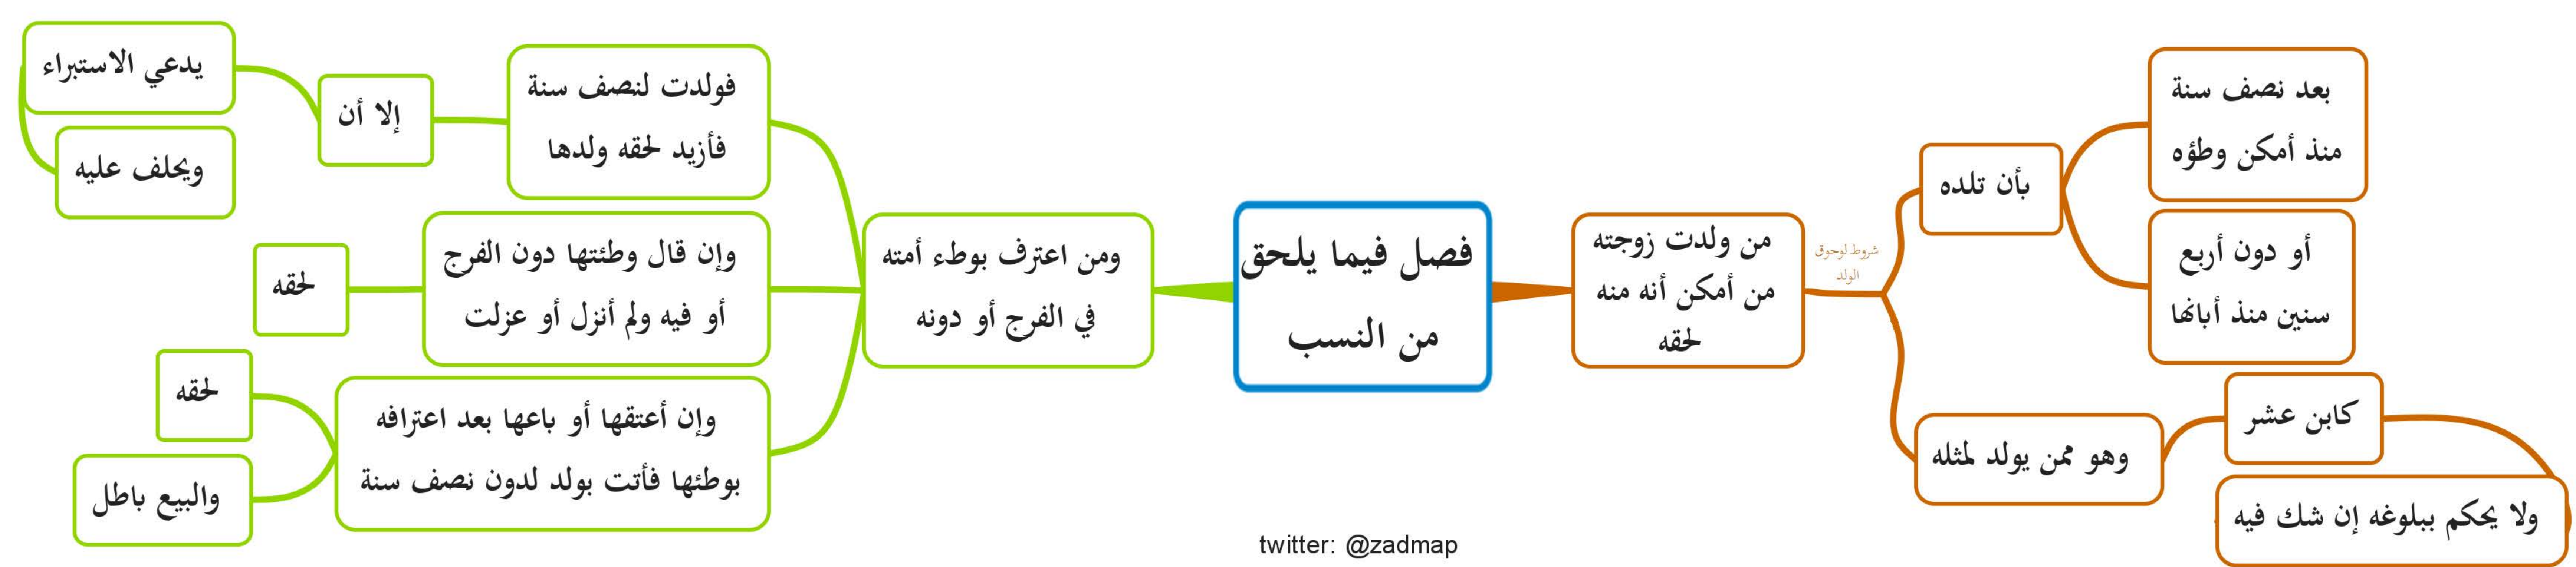 فصل فيما يلحق
من النسب
من ولدت زوجته
من أمكن أنه منه
لحقه
شروط لوحوق
الولد
بأن تلده
بعد نصف سنة
منذ أمكن وطؤه
أو دون أربع
سنين منذ أبانها
وهو ممن يولد لمثله
كابن عشر
ولا يحكم ببلوغه إن شك فيه
ومن اعترف بوطء أمته
في الفرج أو دونه
فولدت لنصف سنة
فأزيد لحقه ولدها
إلا أن
يدعي الاستبراء
ويحلف عليه
وإن قال وطئتها دون الفرج
أو فيه ولم أنزل أو عزلت
لحقه
وإن أعتقها أو باعها بعد اعترافه
بوطئها فأتت بولد لدون نصف سنة
لحقه
والبيع باطل
twitter: @zadmap